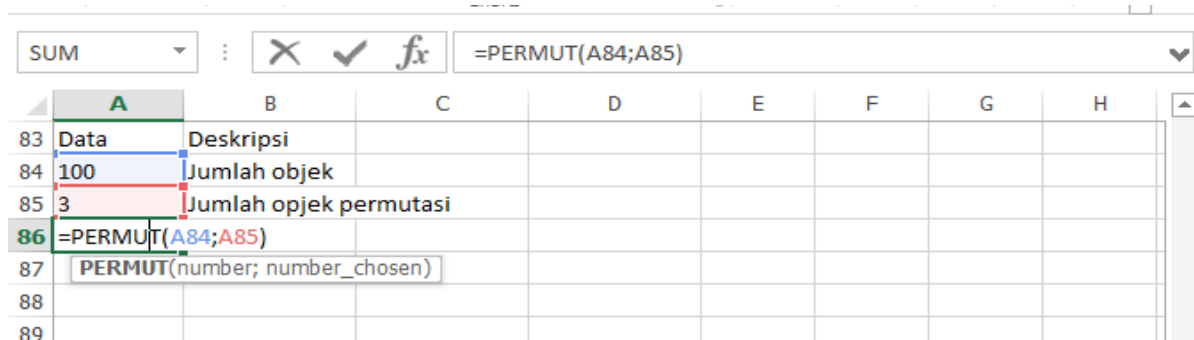 SUM =PERMUT(A84;A85)
A B C D E F G H
83 Data Deskripsi
84 100 Jumlah objek
85 3 Jumlah opjek permutasi
86 =PERMUT(A84;A85)
87 PERMUT(number; number_chosen)
88
89